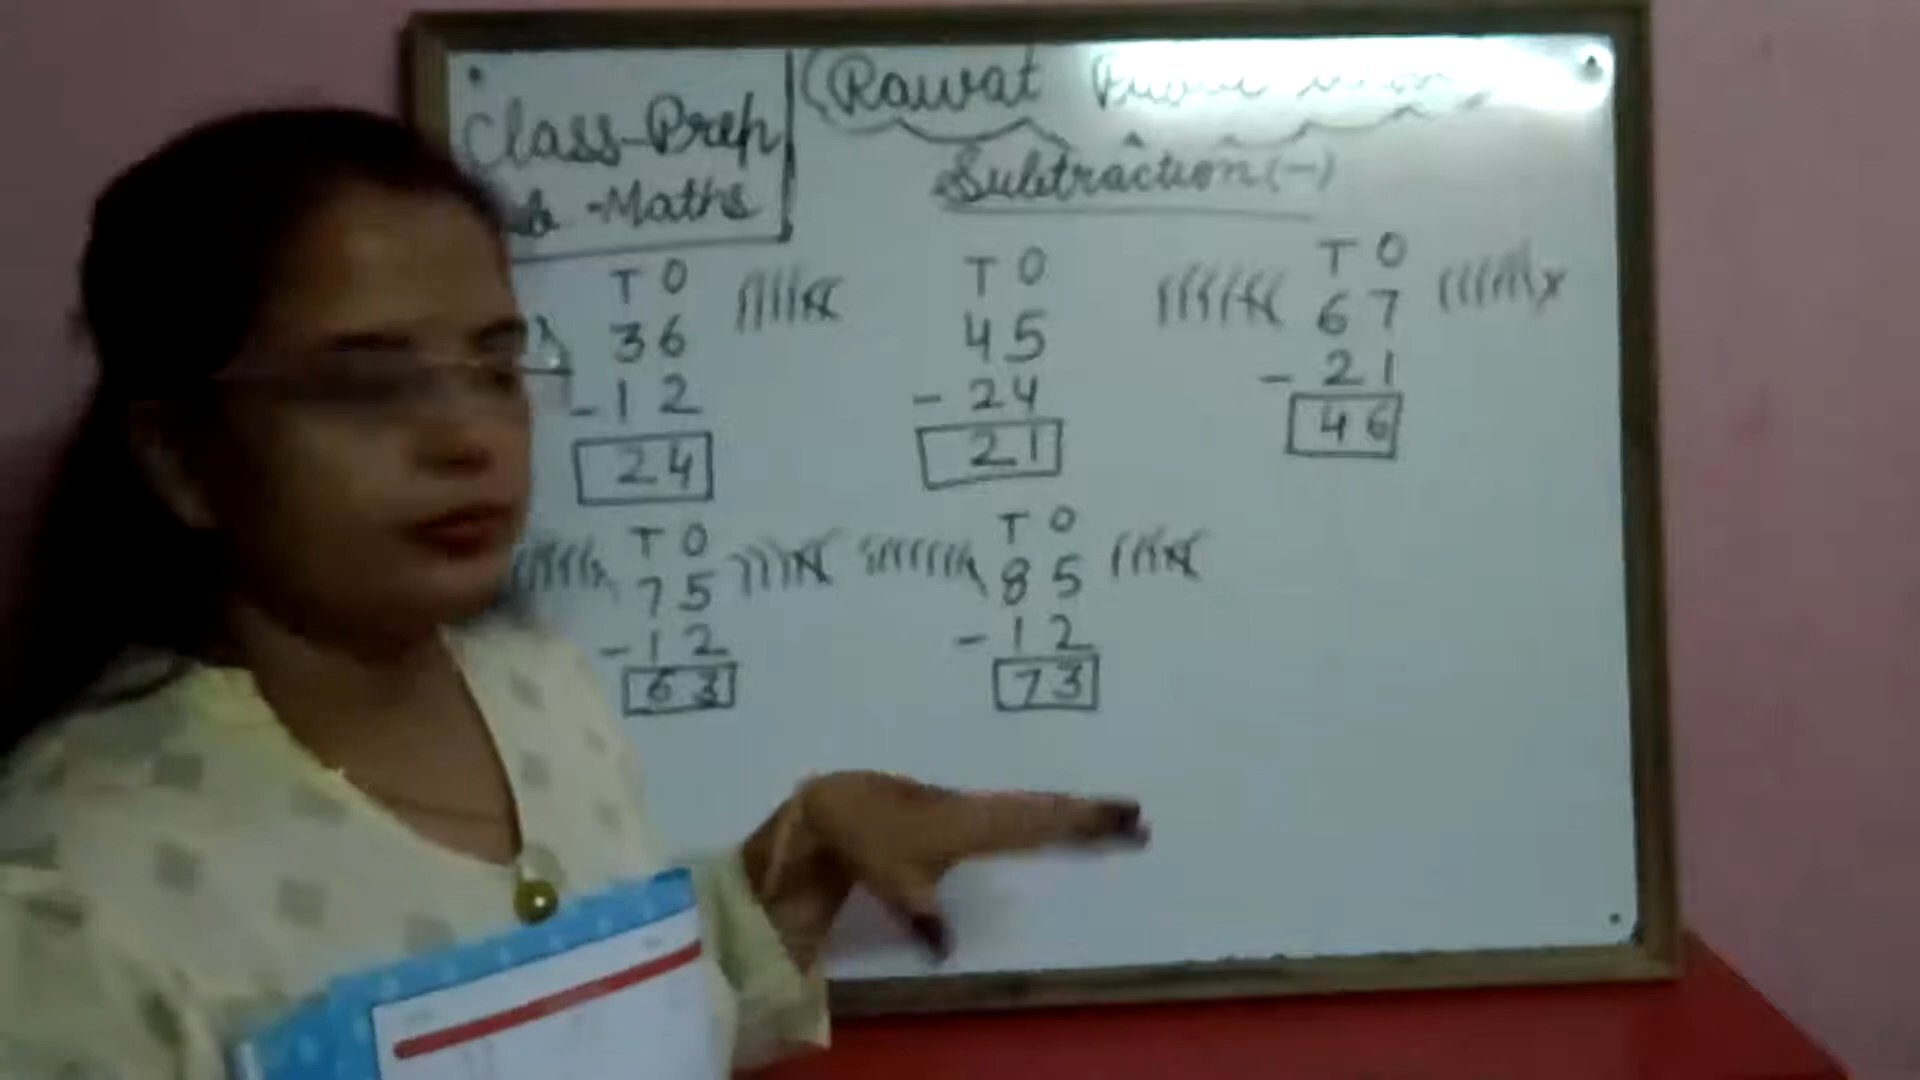 Class-Prep
-Maths
Rawat
Subtraction (-)
T O
36
-12
24
T O
45
- 24
21
T O
67
- 21
46
T O
75
-12
63
T O
85
-12
73